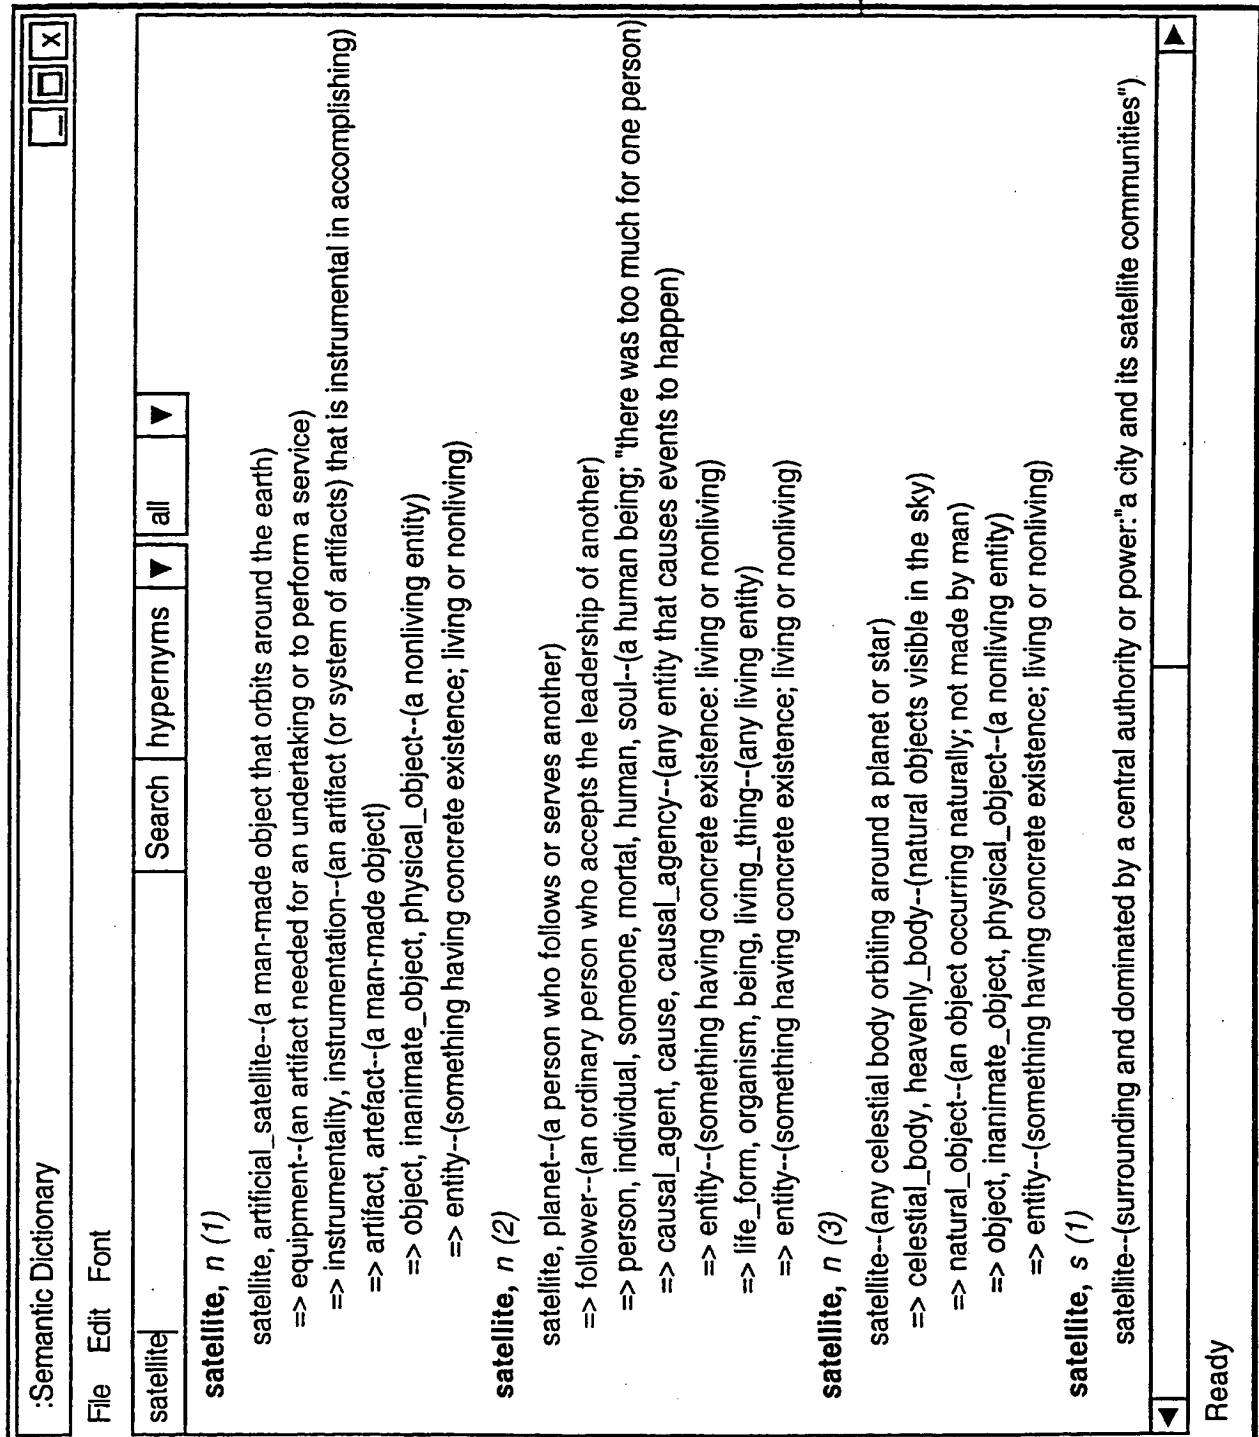 :Semantic Dictionary
File Edit Font
satellite Search hypernyms all
satellite, n (1)
satellite, artificial_satellite--(a man-made object that orbits around the earth)
=> equipment--(an artifact needed for an undertaking or to perform a service)
=> instrumentality, instrumentation--(an artifact (or system of artifacts) that is instrumental in accomplishing)
=> artifact, artefact--(a man-made object)
=> object, inanimate_object, physical_object--(a nonliving entity)
=> entity--(something having concrete existence; living or nonliving)
satellite, n (2)
satellite, planet--(a person who follows or serves another)
=> follower--(an ordinary person who accepts the leadership of another)
=> person, individual, someone, mortal, human, soul--(a human being; "there was too much for one person)
=> causal_agent, cause, causal_agency--(any entity that causes events to happen)
=> entity--(something having concrete existence: living or nonliving)
=> life_form, organism, being, living_thing--(any living entity)
=> entity--(something having concrete existence; living or nonliving)
satellite, n (3)
satellite--(any celestial body orbiting around a planet or star)
=> celestial_body, heavenly_body--(natural objects visible in the sky)
=> natural_object--(an object occurring naturally; not made by man)
=> object, inanimate_object, physical_object--(a nonliving entity)
=> entity--(something having concrete existence; living or nonliving)
satellite, s (1)
satellite--(surrounding and dominated by a central authority or power:"a city and its satellite communities")
Ready